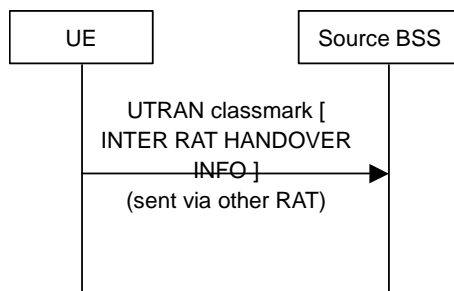 UE
Source BSS
UTRAN classmark [
INTER RAT HANDOVER
INFO ]
(sent via other RAT)